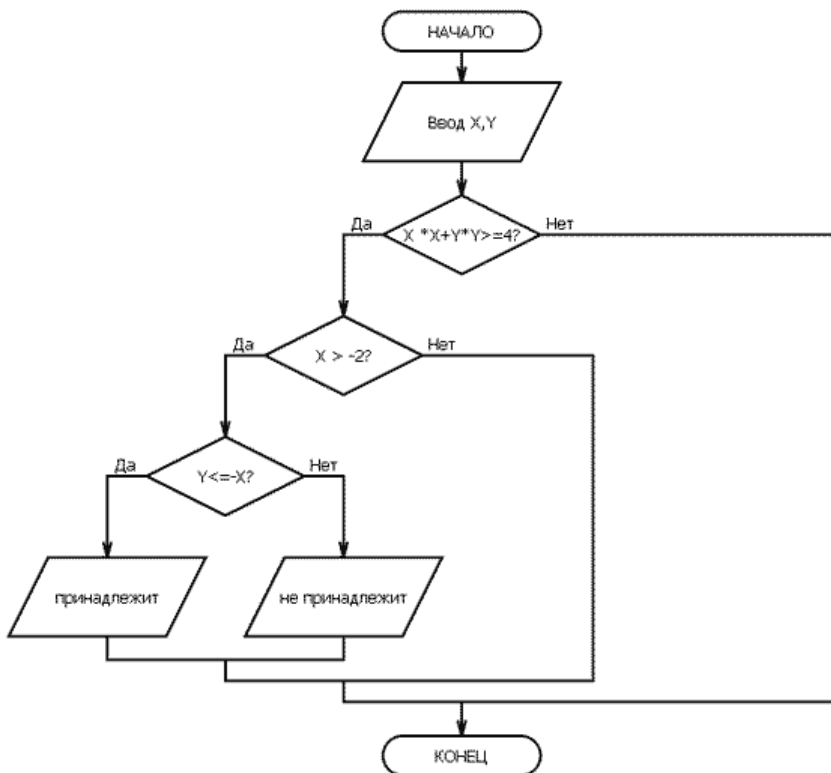 НАЧАЛО
Ввод X,Y
Да
X *X+Y*Y>=4?
Нет
Да
X > -2?
Нет
Да
Y<=-X?
Нет
принадлежит
не принадлежит
КОНЕЦ